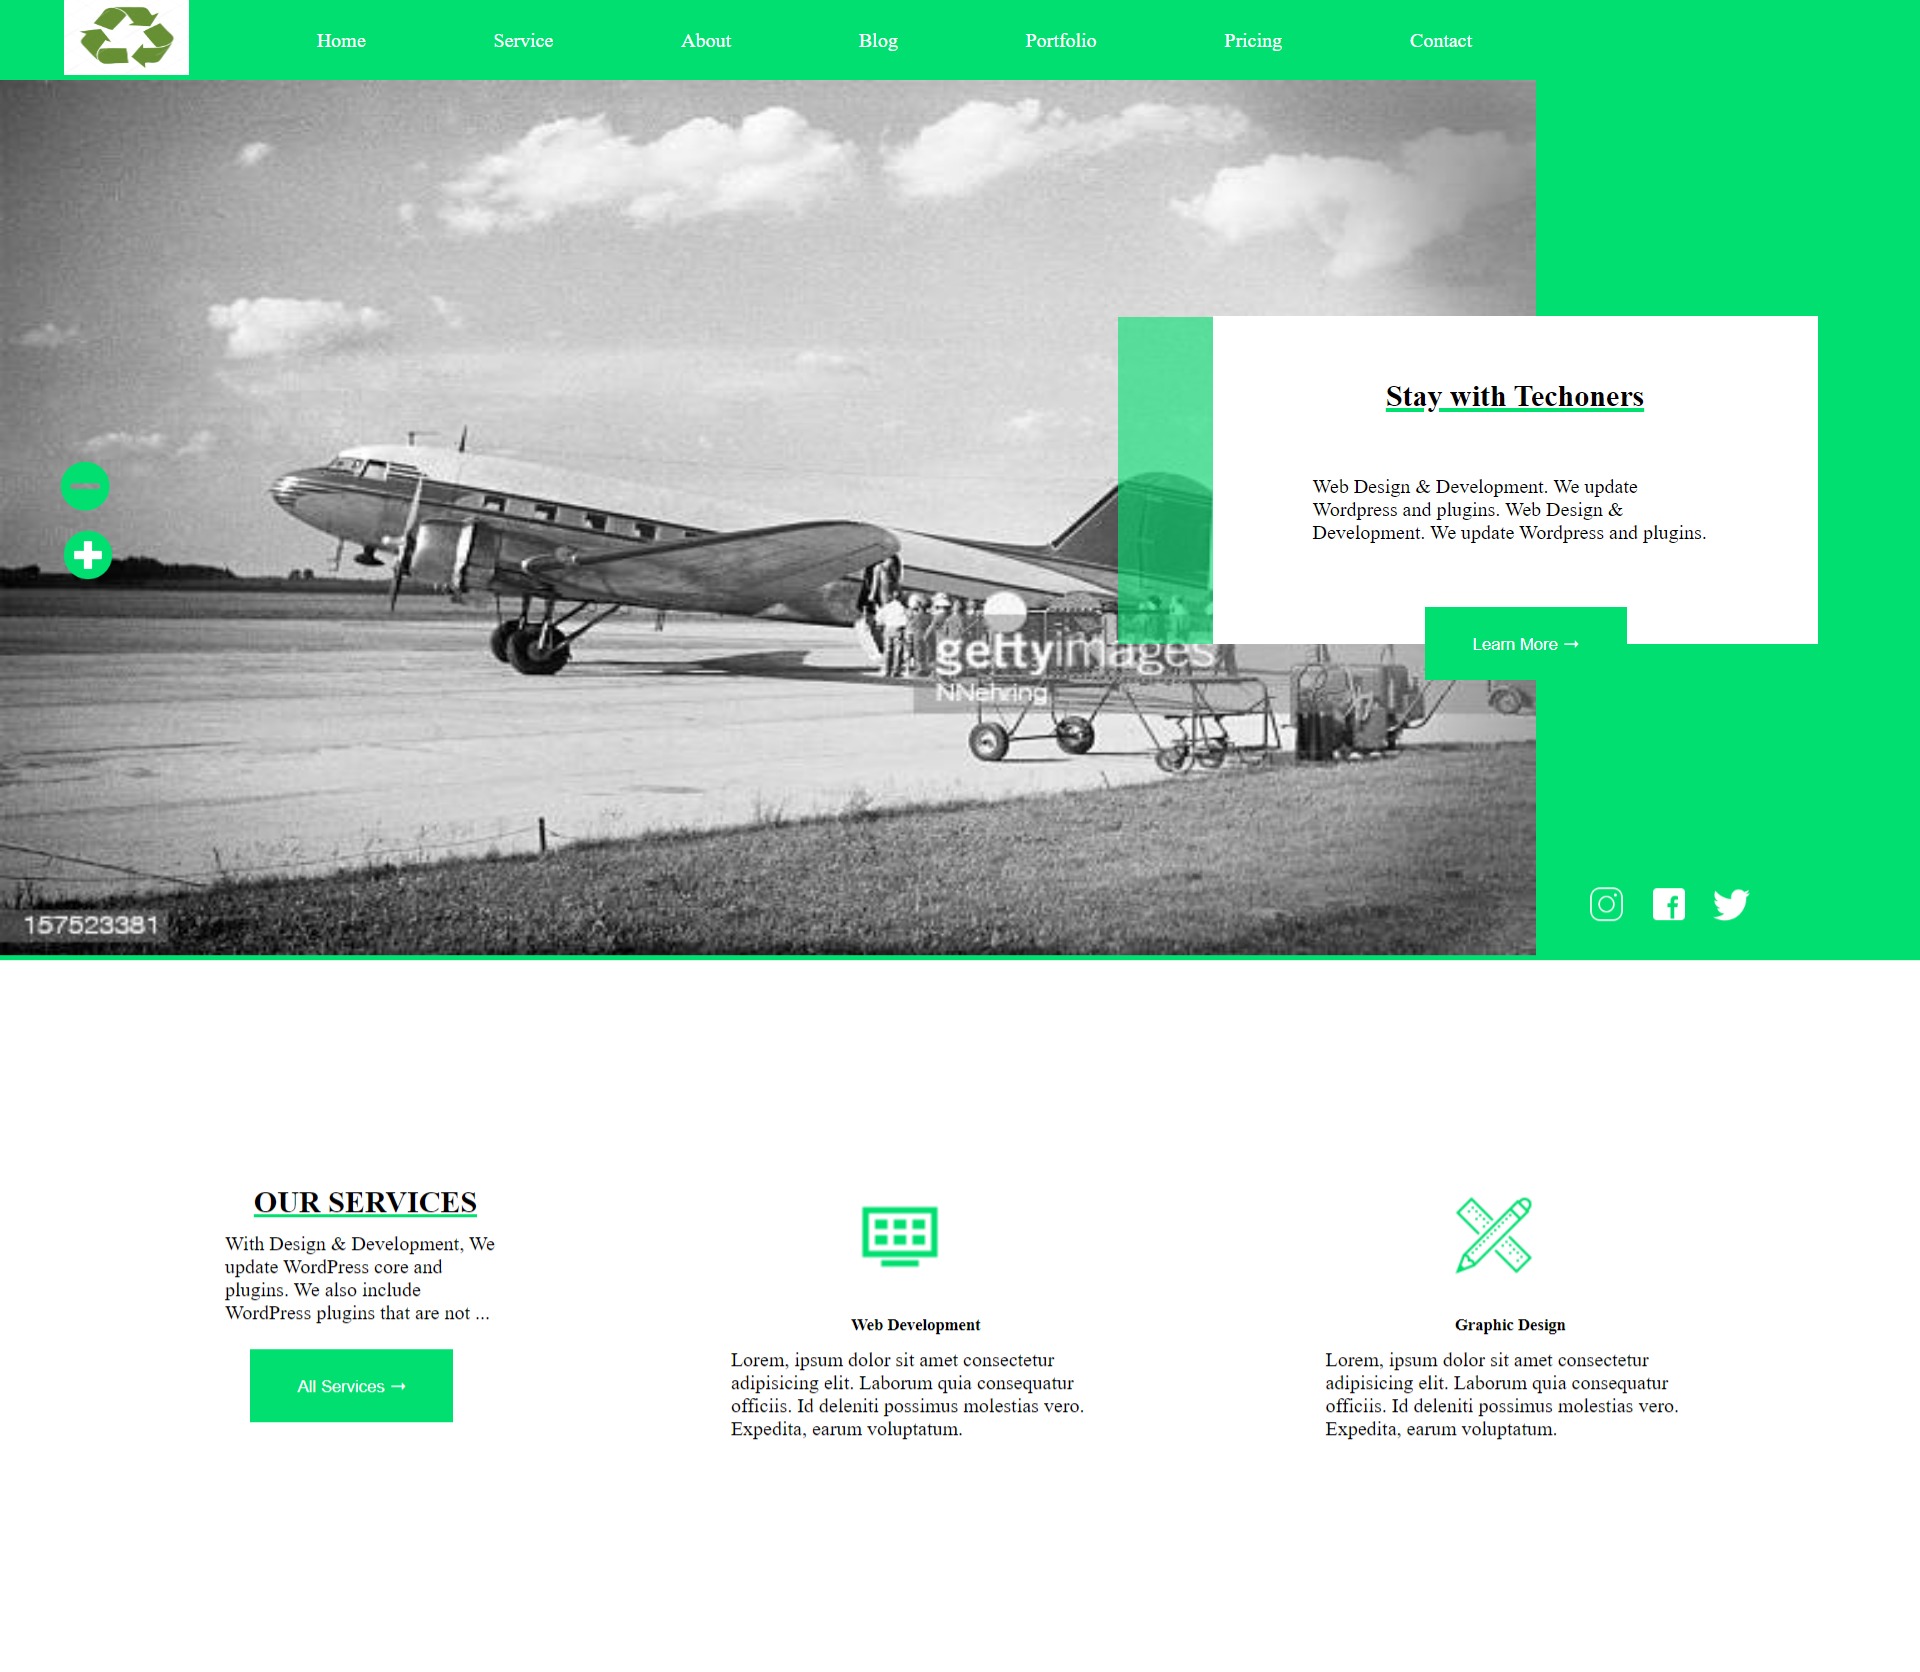 Home
Service
About
Blog
Portfolio
Pricing
Contact
Stay with Techoners
Web Design & Development. We update
Wordpress and plugins. Web Design &
Development. We update Wordpress and plugins.
Learn More →
gettyimages
NNehring
157523381
OUR SERVICES
With Design & Development, We
update WordPress core and
plugins. We also include
WordPress plugins that are not ...
All Services →
Web Development
Lorem, ipsum dolor sit amet consectetur
adipisicing elit. Laborum quia consequatur
officiis. Id deleniti possimus molestias vero.
Expedita, earum voluptatum.
Graphic Design
Lorem, ipsum dolor sit amet consectetur
adipisicing elit. Laborum quia consequatur
officiis. Id deleniti possimus molestias vero.
Expedita, earum voluptatum.